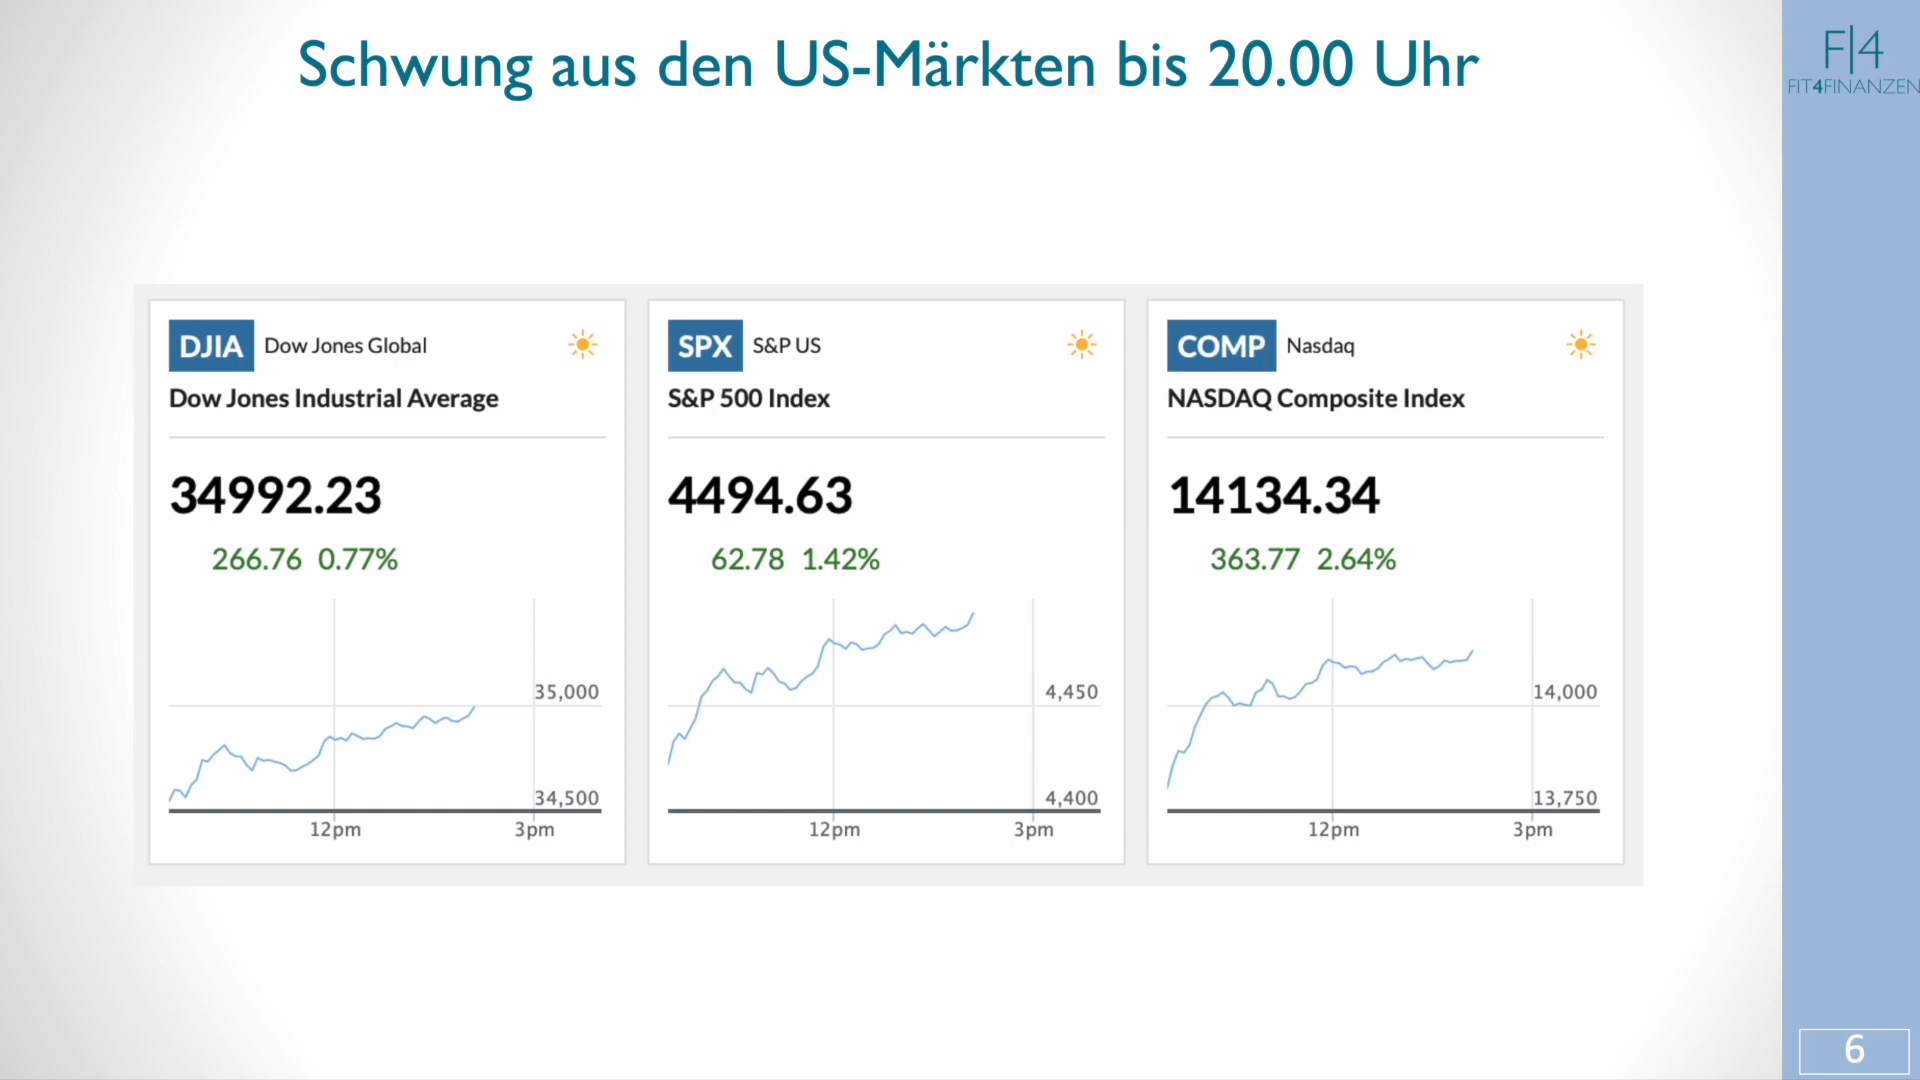 Schwung aus den US-Märkten bis 20.00 Uhr
F|4
FIT4FINANZEN
DJIA Dow Jones Global
Dow Jones Industrial Average
34992.23
266.76 0.77%
35,000
34,500
12pm 3pm
SPX S&P US
S&P 500 Index
4494.63
62.78 1.42%
4,450
4,400
12pm 3pm
COMP Nasdaq
NASDAQ Composite Index
14134.34
363.77 2.64%
14,000
13,750
12pm 3pm
6